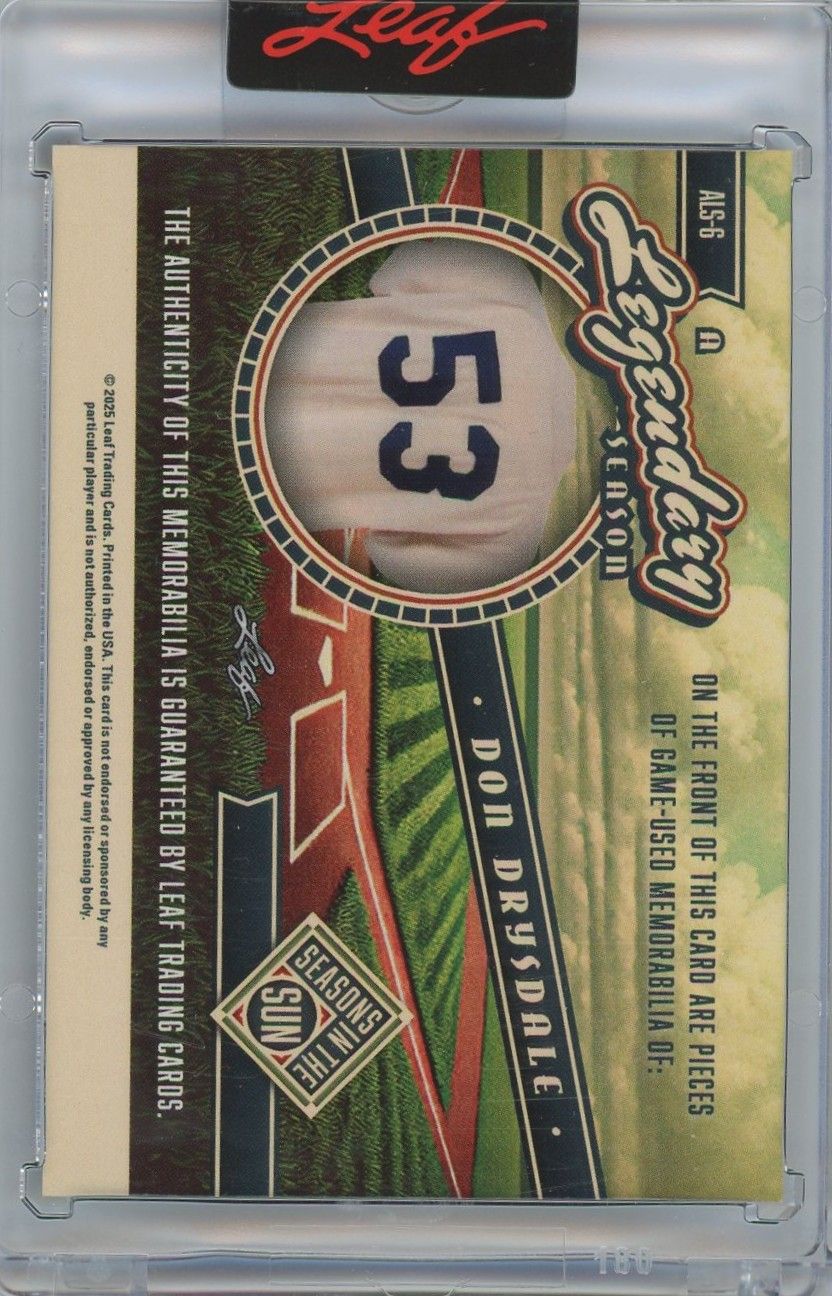 Leaf
ALS-6
A
Legendary
SEASON
ON THE FRONT OF THIS CARD ARE PIECES
OF GAME-USED MEMORABILIA OF:
53
• DON DRYSDALE •
SEASONS
IN THE
SUN
Leaf
THE AUTHENTICITY OF THIS MEMORABILIA IS GUARANTEED BY LEAF TRADING CARDS.
© 2025 Leaf Trading Cards. Printed in the USA. This card is not endorsed or sponsored by any
particular player and is not authorized, endorsed or approved by any licensing body.
180